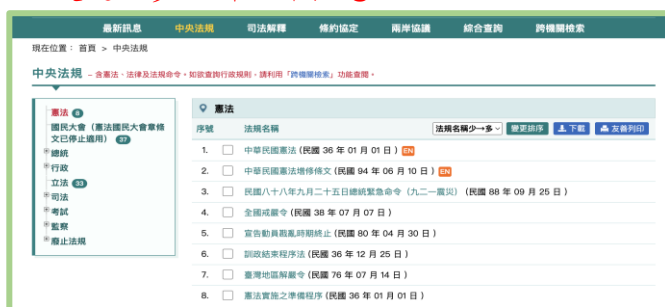 最新訊息 中央法規 司法解釋 條約協定 兩岸協議 綜合查詢 跨機關檢索
現在位置： 首頁 > 中央法規
中央法規 – 含憲法、法律及法規命令。如欲查詢行政規則，請利用「跨機關檢索」功能查閱。
憲法 8
國民大會（憲法國民大會章條文已停止適用） 37
總統
行政
立法 33
司法
考試
監察
廢止法規
憲法
序號 法規名稱 法規名稱少→多 變更排序 下載 友善列印
1. 中華民國憲法 (民國 36 年 01 月 01 日 ) EN
2. 中華民國憲法增修條文 (民國 94 年 06 月 10 日 ) EN
3. 民國八十八年九月二十五日總統緊急命令（九二一震災） (民國 88 年 09 月 25 日 )
4. 全國戒嚴令 (民國 38 年 07 月 07 日 )
5. 宣告動員戡亂時期終止 (民國 80 年 04 月 30 日 )
6. 訓政結束程序法 (民國 36 年 12 月 25 日 )
7. 臺灣地區解嚴令 (民國 76 年 07 月 14 日 )
8. 憲法實施之準備程序 (民國 36 年 01 月 01 日 )